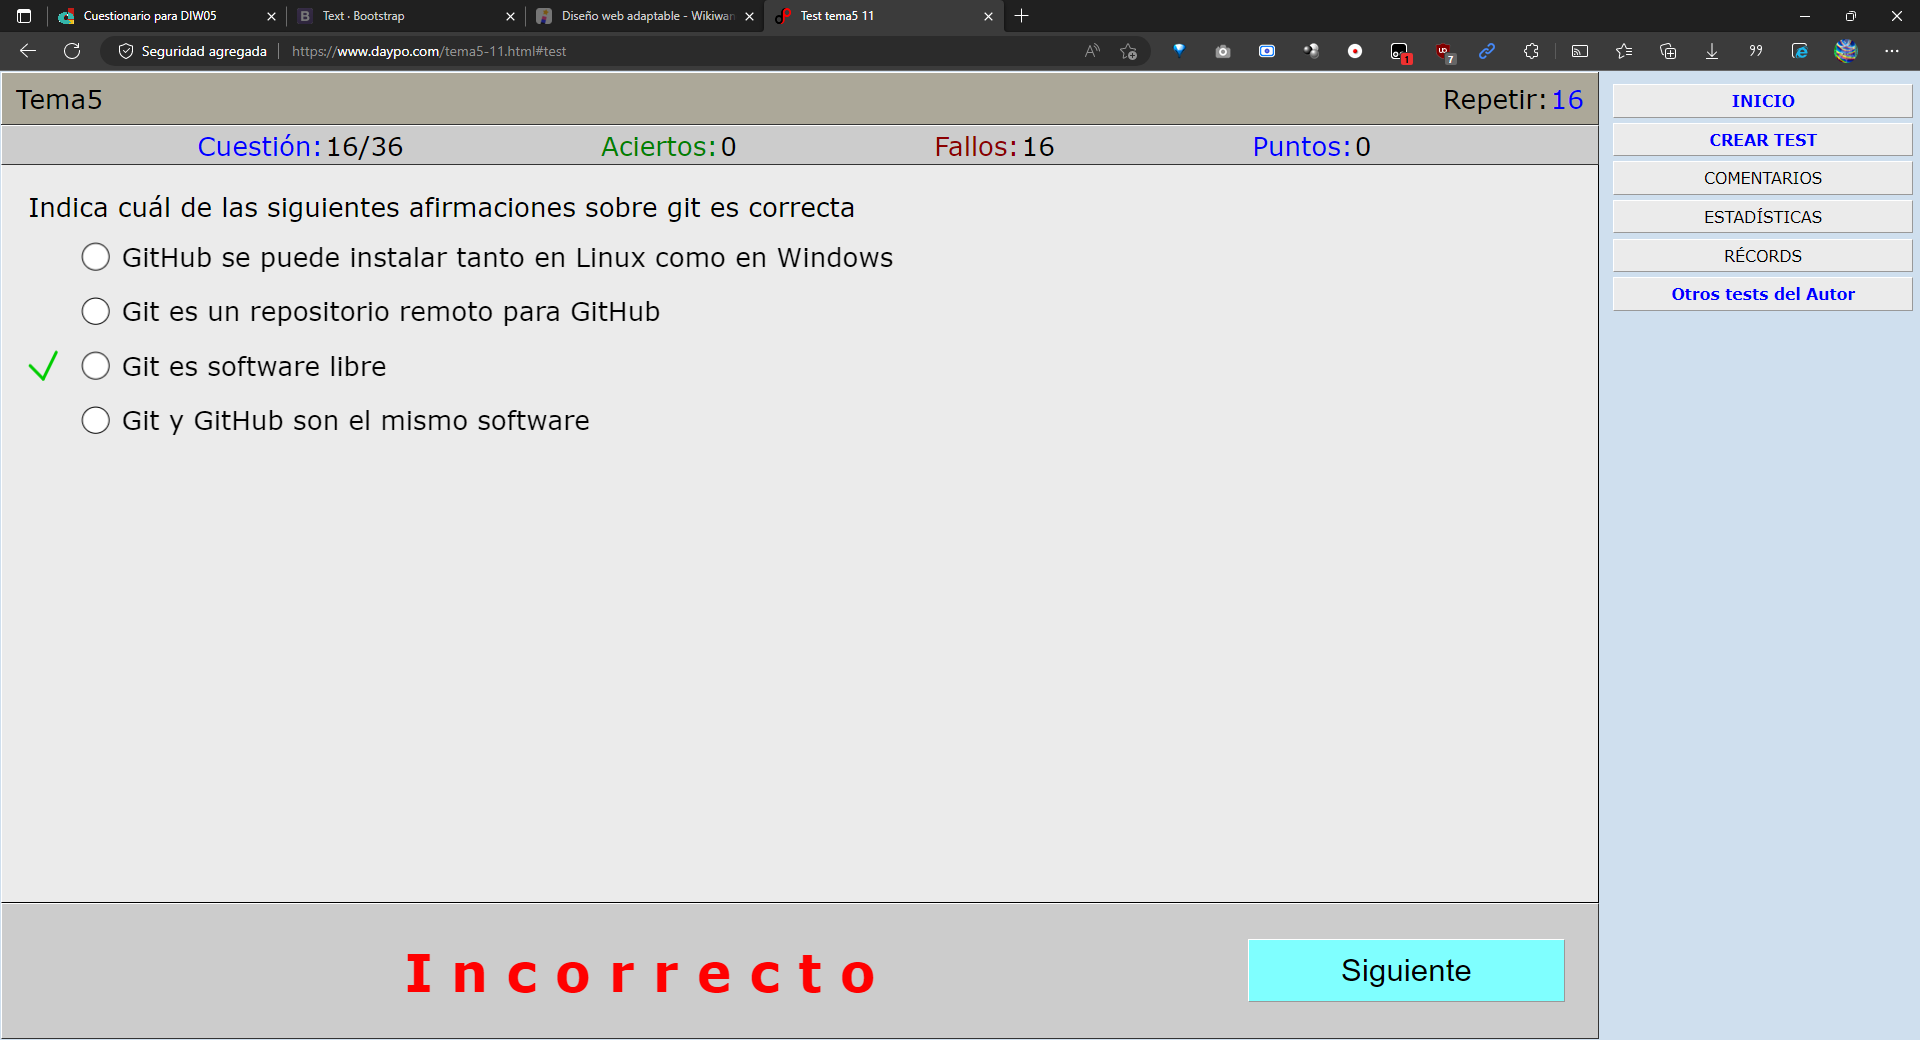 Cuestionario para DIW05
B Text · Bootstrap
Diseño web adaptable - Wikiwan
Test tema5 11
Seguridad agregada
https://www.daypo.com/tema5-11.html#test
1
7
Tema5
Repetir: 16
Cuestión: 16/36 Aciertos: 0 Fallos: 16 Puntos: 0
Indica cuál de las siguientes afirmaciones sobre git es correcta
GitHub se puede instalar tanto en Linux como en Windows
Git es un repositorio remoto para GitHub
Git es software libre
Git y GitHub son el mismo software
Incorrecto
Siguiente
INICIO
CREAR TEST
COMENTARIOS
ESTADÍSTICAS
RÉCORDS
Otros tests del Autor